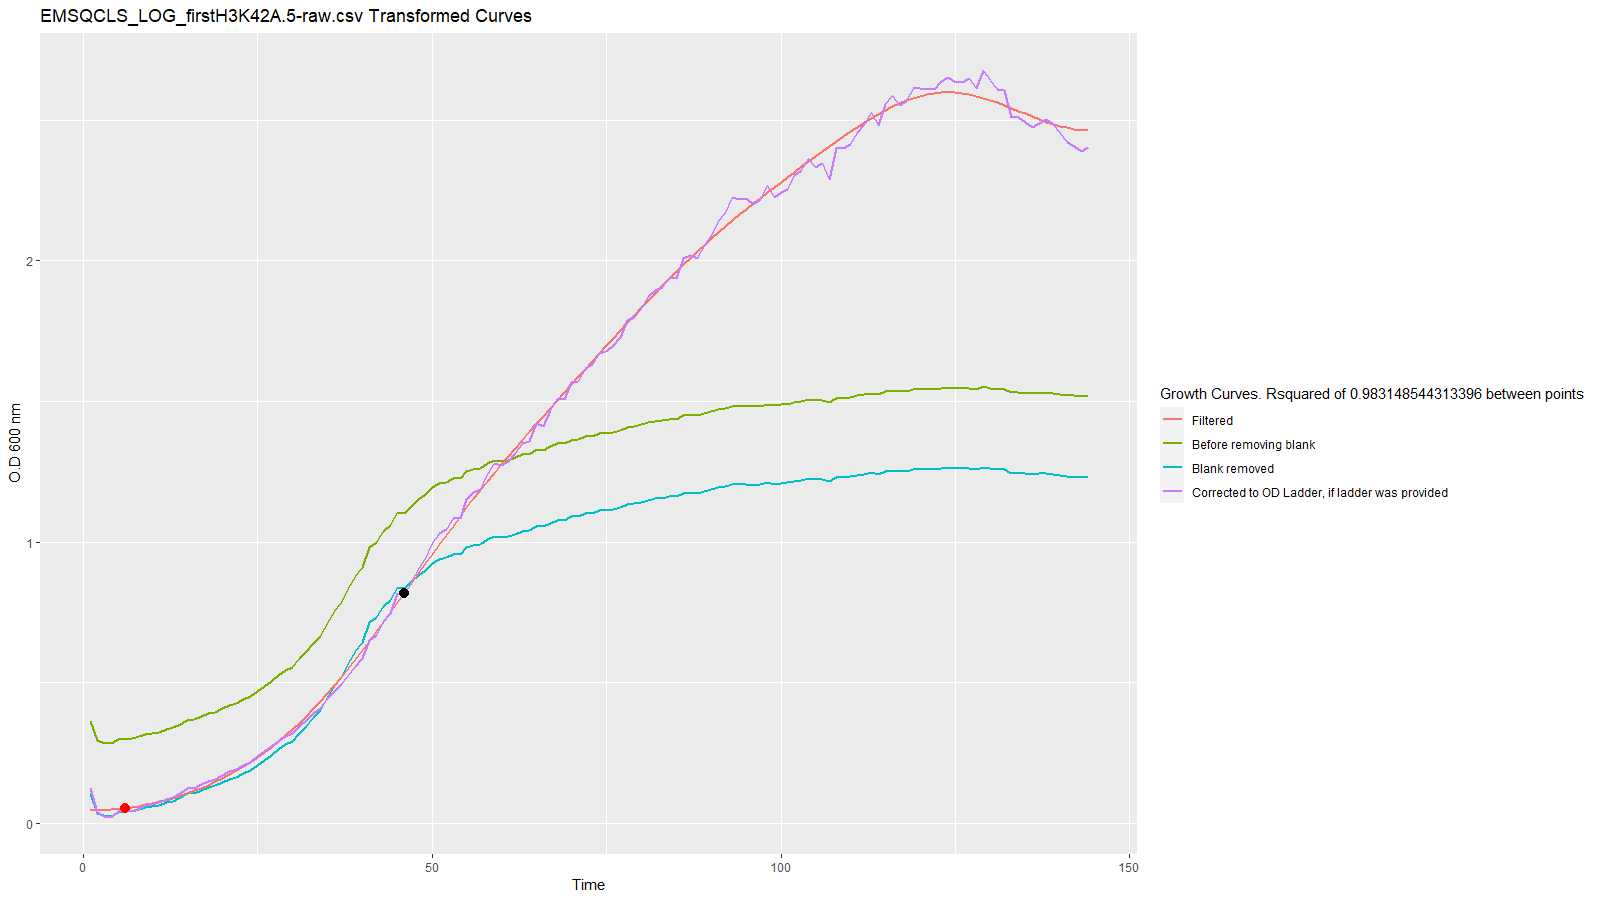 EMSQCLS_LOG_firstH3K42A.5-raw.csv Transformed Curves
O.D 600 nm
2
1
0
0 50 100 150
Time
Growth Curves. Rsquared of 0.983148544313396 between points
Filtered
Before removing blank
Blank removed
Corrected to OD Ladder, if ladder was provided